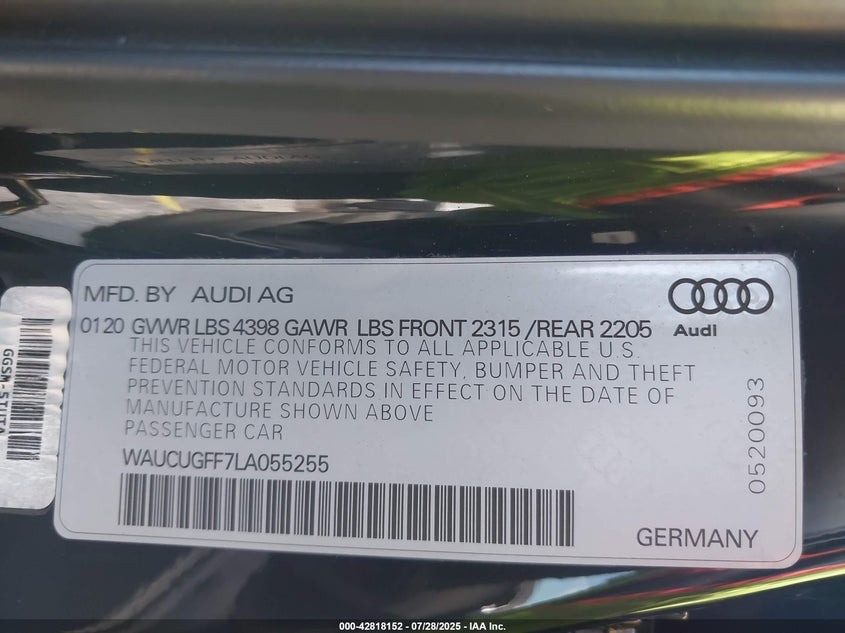 MFD. BY AUDI AG
0120 GVWR LBS 4398 GAWR LBS FRONT 2315 /REAR 2205
Audi
THIS VEHICLE CONFORMS TO ALL APPLICABLE U.S.
FEDERAL MOTOR VEHICLE SAFETY, BUMPER AND THEFT
PREVENTION STANDARDS IN EFFECT ON THE DATE OF
MANUFACTURE SHOWN ABOVE
PASSENGER CAR
WAUCUGFF7LA055255
GERMANY
0520093
000-42818152 - 07/28/2025 - IAA Inc.